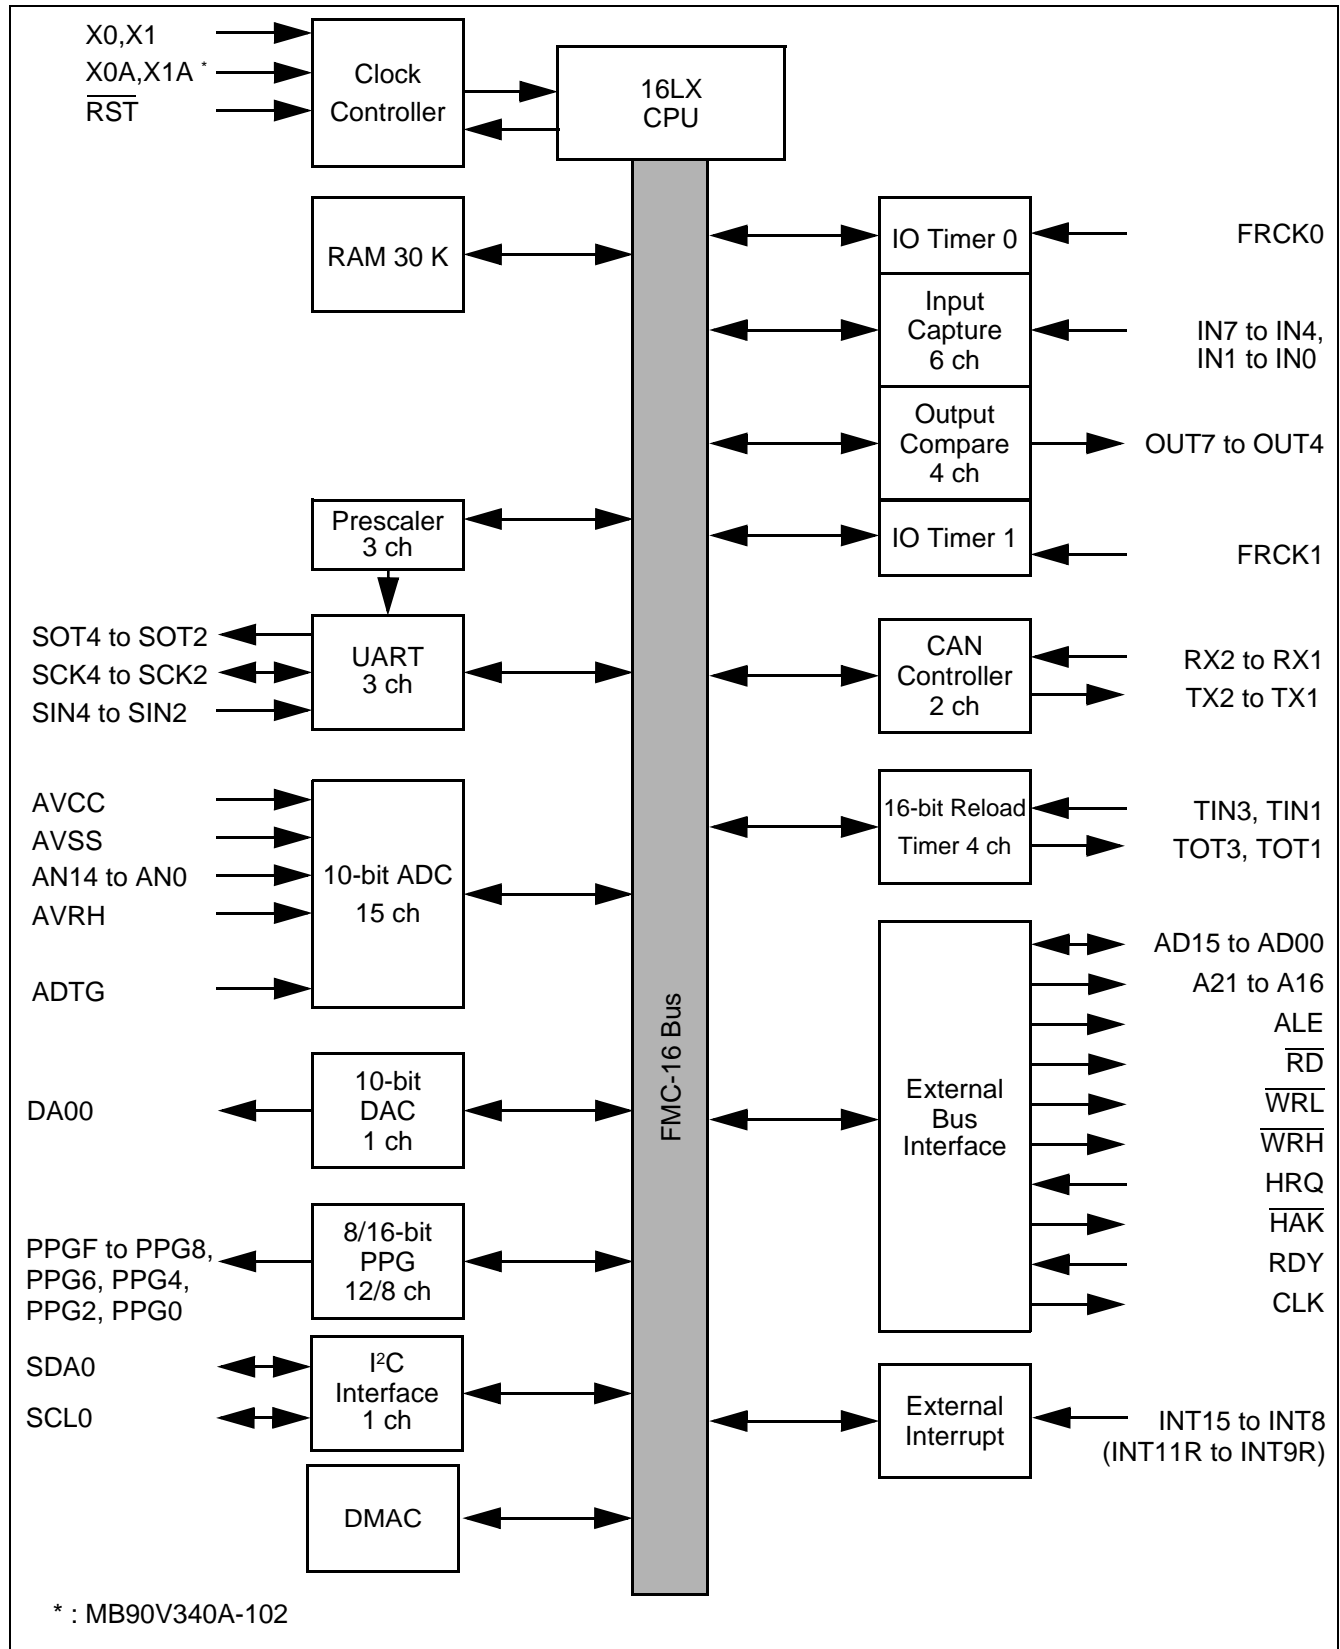 X0,X1
X0A,X1A *
RST
Clock
Controller
16LX
CPU
RAM 30 K
Prescaler
3 ch
SOT4 to SOT2
SCK4 to SCK2
SIN4 to SIN2
UART
3 ch
AVCC
AVSS
AN14 to AN0
AVRH
ADTG
10-bit ADC
15 ch
DA00
10-bit
DAC
1 ch
PPGF to PPG8,
PPG6, PPG4,
PPG2, PPG0
8/16-bit
PPG
12/8 ch
SDA0
SCL0
I²C
Interface
1 ch
DMAC
FMC-16 Bus
IO Timer 0
FRCK0
Input
Capture
6 ch
IN7 to IN4,
IN1 to IN0
Output
Compare
4 ch
OUT7 to OUT4
IO Timer 1
FRCK1
CAN
Controller
2 ch
RX2 to RX1
TX2 to TX1
16-bit Reload
Timer 4 ch
TIN3, TIN1
TOT3, TOT1
External
Bus
Interface
AD15 to AD00
A21 to A16
ALE
RD
WRL
WRH
HRQ
HAK
RDY
CLK
External
Interrupt
INT15 to INT8
(INT11R to INT9R)
* : MB90V340A-102